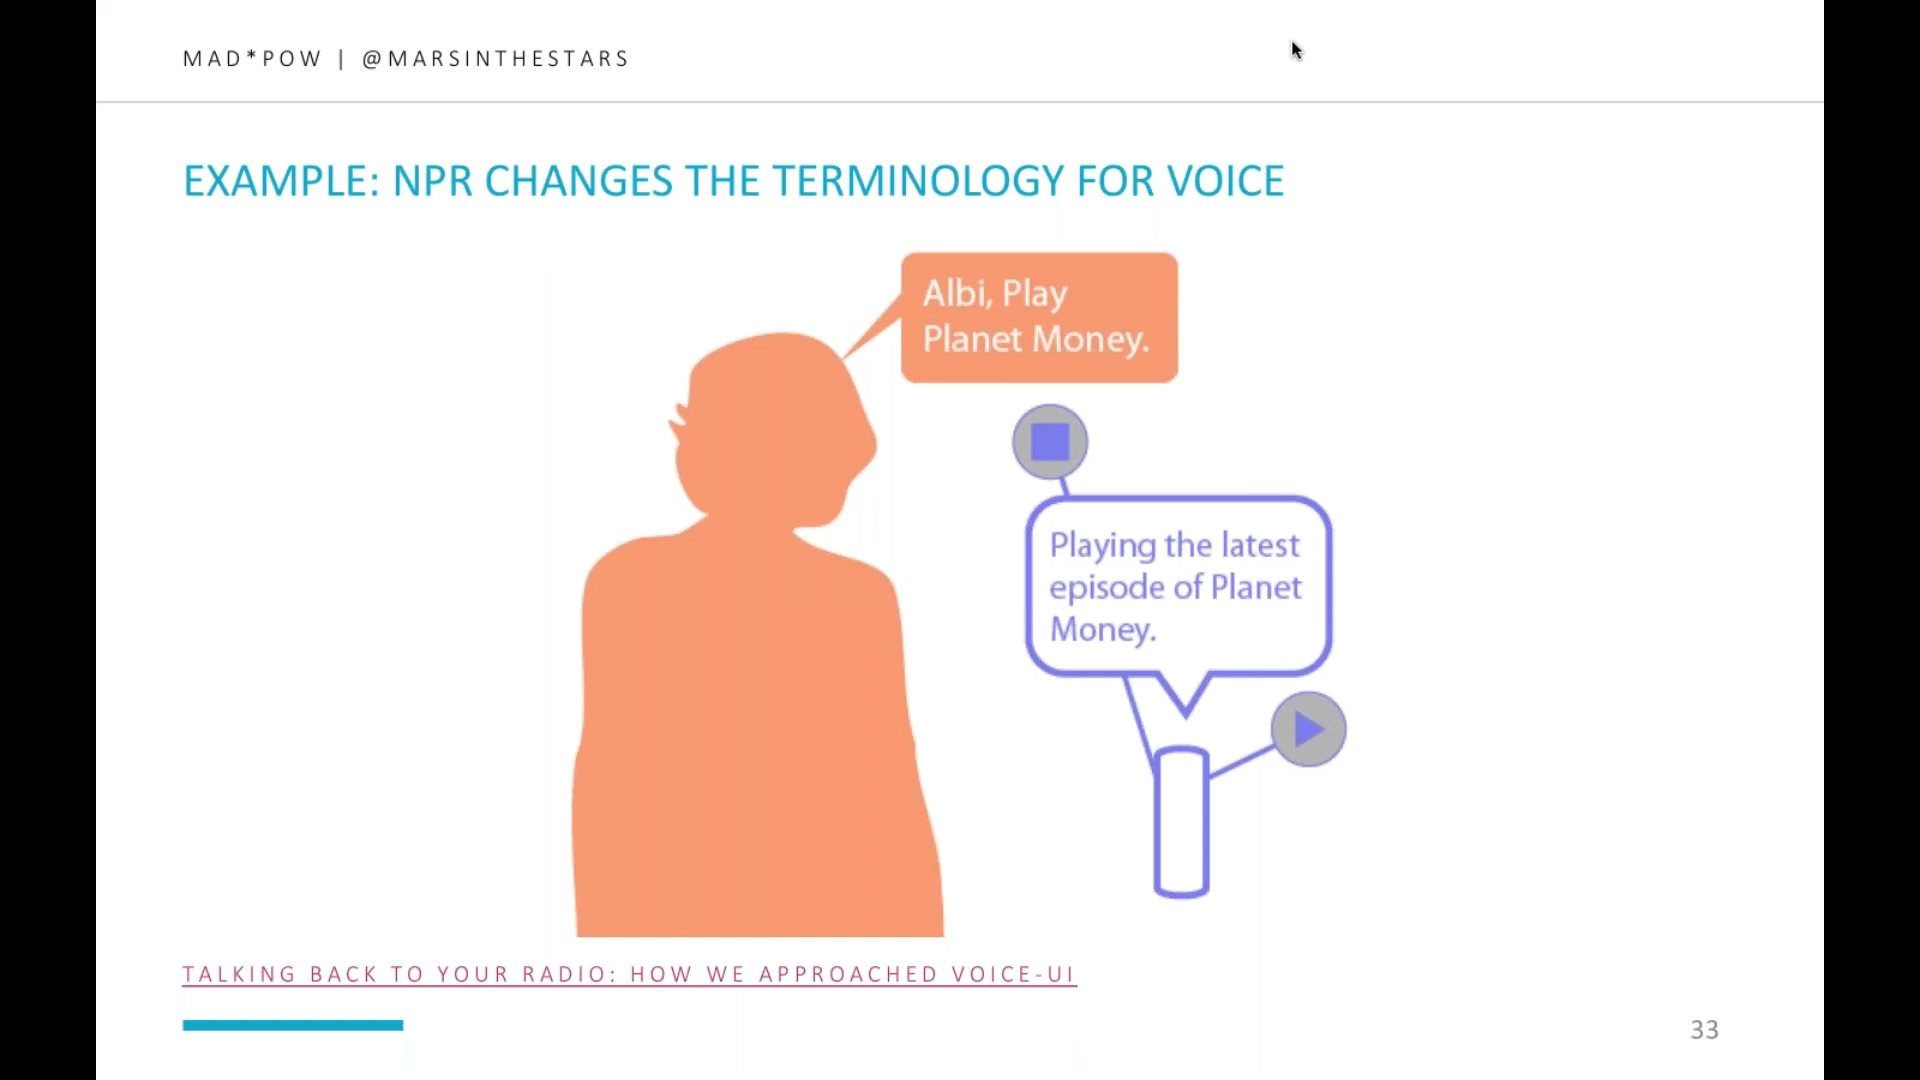 MAD*POW | @MARSINTHESTARS
EXAMPLE: NPR CHANGES THE TERMINOLOGY FOR VOICE
Albi, Play
Planet Money.
Playing the latest
episode of Planet
Money.
TALKING BACK TO YOUR RADIO: HOW WE APPROACHED VOICE-UI
33